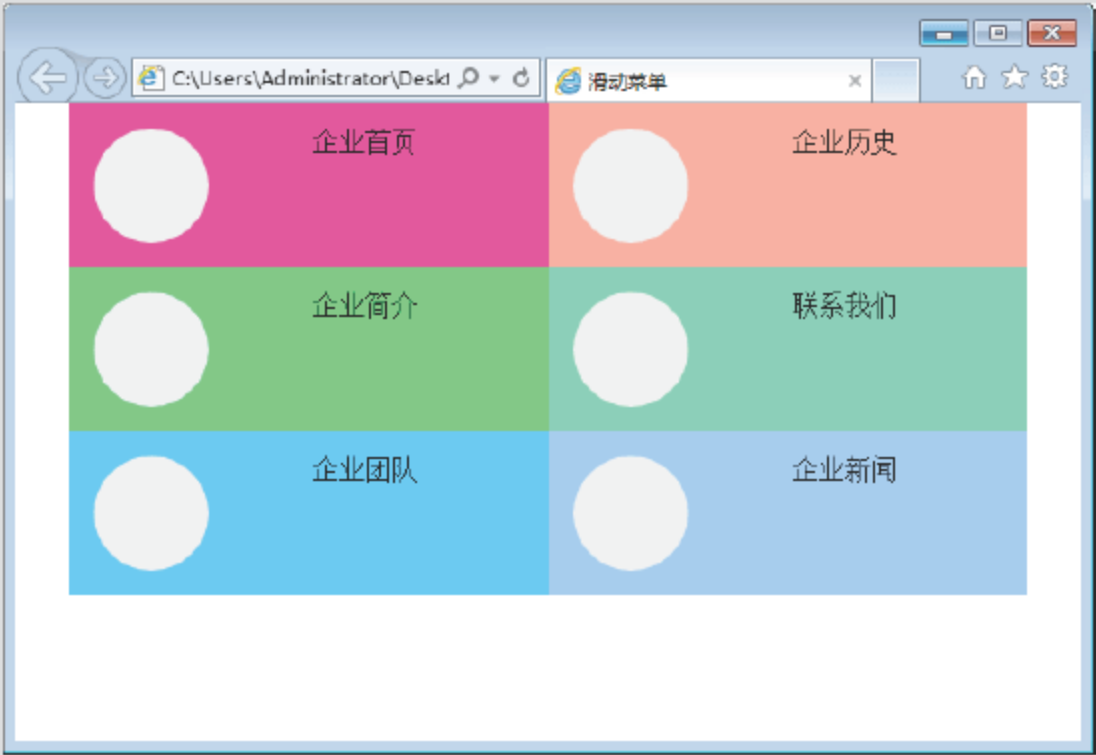 C:\Users\Administrator\Deskt
滑动菜单
企业首页
企业历史
企业简介
联系我们
企业团队
企业新闻